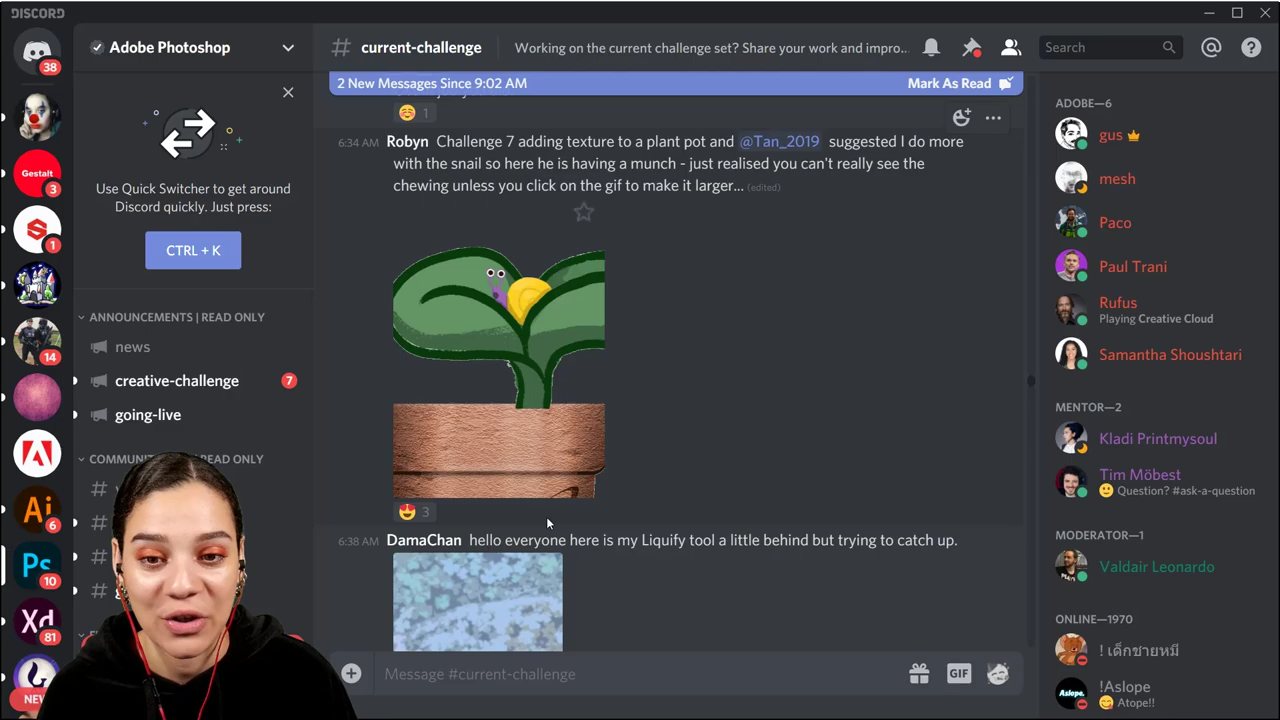 DISCORD
38
Gestalt
3
1
14
Ai
6
Ps
10
Xd
81
NEW
Adobe Photoshop
Use Quick Switcher to get around
Discord quickly. Just press:
CTRL + K
ANNOUNCEMENTS | READ ONLY
news
creative-challenge
7
going-live
# current-challenge
Working on the current challenge set? Share your work and impro...
Search
2 New Messages Since 9:02 AM
Mark As Read
1
6:34 AM Robyn Challenge 7 adding texture to a plant pot and @Tan_2019 suggested I do more
with the snail so here he is having a munch - just realised you can't really see the
chewing unless you click on the gif to make it larger... (edited)
3
6:38 AM DamaChan hello everyone here is my Liquify tool a little behind but trying to catch up.
Message #current-challenge
GIF
ADOBE—6
gus
mesh
Paco
Paul Trani
Rufus
Playing Creative Cloud
Samantha Shoushtari
MENTOR—2
Kladi Printmysoul
Tim Möbest
Question? #ask-a-question
MODERATOR—1
Valdair Leonardo
ONLINE—1970
! เด็กชายหมี
Aslope.
!Aslope
Atope!!